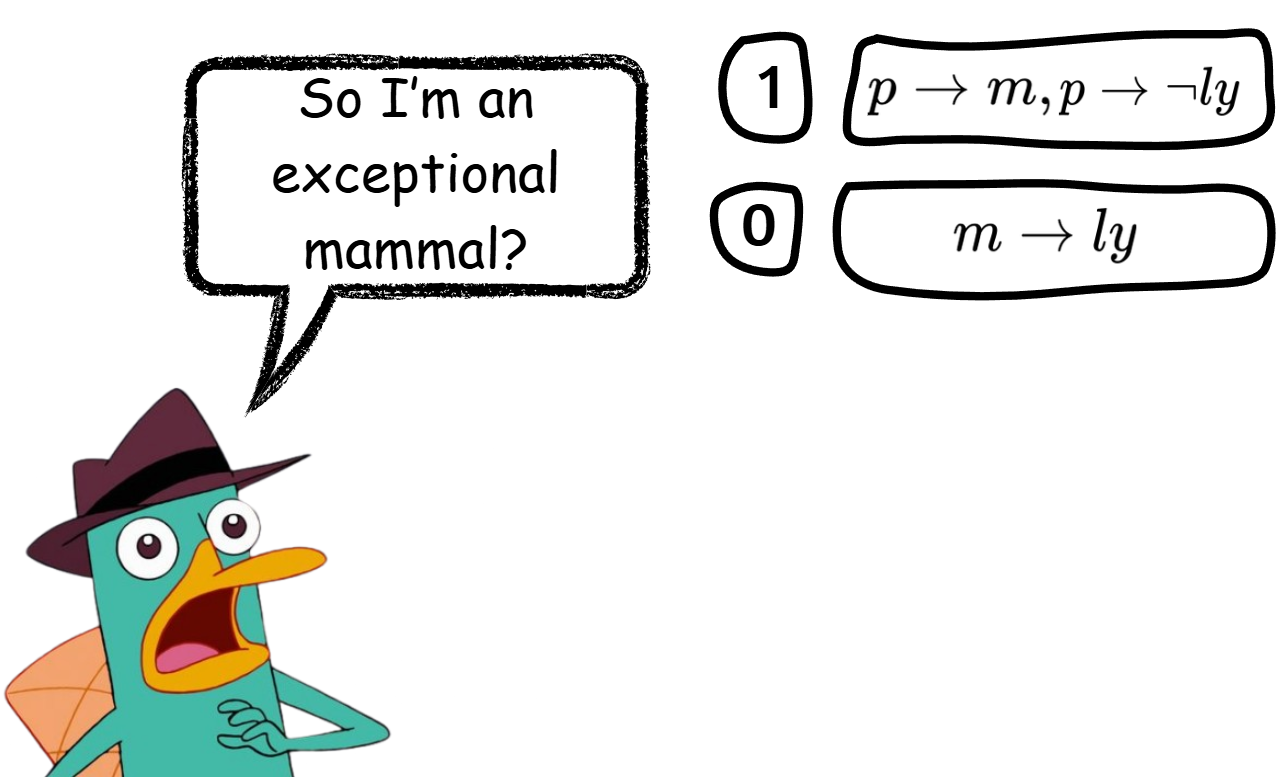 So I'm an
exceptional
mammal?
1
p → m, p → ¬ly
0
m → ly